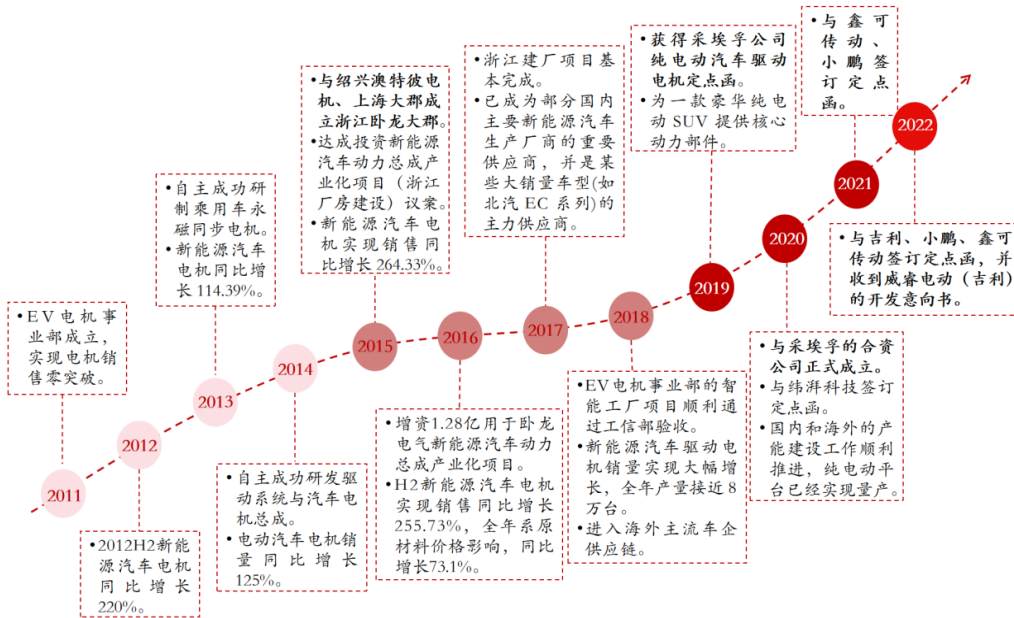 2011
•EV电机事业部成立，
实现电机销
售零突破。
2012
•2012H2新能
源汽车电机
同比增长
220%。
2013
•自主成功研
制乘用车永
磁同步电机。
•新能源汽车
电机同比增
长114.39%。
2014
•自主成功研发
驱动系统与汽车电
机总成。
•电动汽车电机销
量同比增长
125%。
2015
•与绍兴澳特彼电
机、上海大郡成
立浙江卧龙大郡。
•达成投资新能源
汽车动力总成产
业化项目（浙江
厂房建设）议案。
•新能源汽车电
机实现销售同
比增长264.33%。
2016
•增资1.28亿用于卧龙
电气新能源汽车动力
总成产业化项目。
•H2新能源汽车电机
实现销售同比增长
255.73%，全年系原
材料价格影响，同比
增长73.1%。
2017
•浙江建厂项目基
本完成。
•已成为部分国内
主要新能源汽车
生产厂商的重要
供应商，并是某
些大销量车型(如
北汽EC系列)的
主力供应商。
2018
•EV电机事业部的智
能工厂项目顺利通
过工信部验收。
•新能源汽车驱动电
机销量实现大幅增
长，全年产量接近8
万台。
•进入海外主流车企
供应链。
2019
•获得采埃孚公司
纯电动汽车驱动
电机定点函。
•为一款豪华纯电
动SUV提供核心
动力部件。
2020
•与采埃孚的合资
公司正式成立。
•与纬湃科技签订
定点函。
•国内和海外的产
能建设工作顺利
推进，纯电动平
台已经实现量产。
2021
•与鑫可
传动、
小鹏签
订定点
函。
2022
•与吉利、小鹏、鑫可
传动签订定点函，并
收到威睿电动（吉利）
的开发意向书。